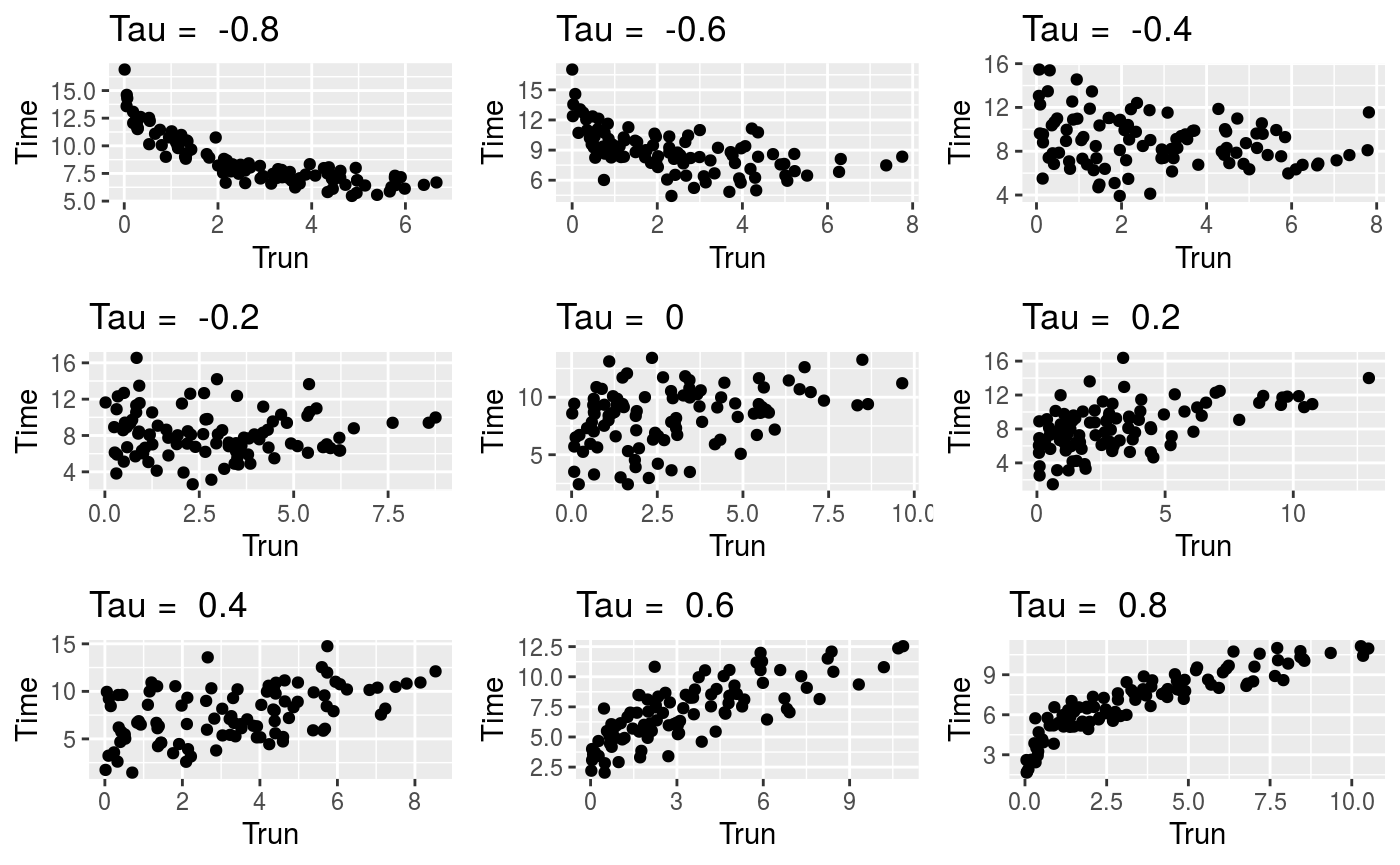 Tau = -0.8
Time
15.0
12.5
10.0
7.5
5.0
0 2 4 6
Trun
Tau = -0.6
Time
15
12
9
6
0 2 4 6 8
Trun
Tau = -0.4
Time
16
12
8
4
0 2 4 6 8
Trun
Tau = -0.2
Time
16
12
8
4
0.0 2.5 5.0 7.5
Trun
Tau = 0
Time
10
5
0.0 2.5 5.0 7.5 10.0
Trun
Tau = 0.2
Time
16
12
8
4
0 5 10
Trun
Tau = 0.4
Time
15
10
5
0 2 4 6 8
Trun
Tau = 0.6
Time
12.5
10.0
7.5
5.0
2.5
0 3 6 9
Trun
Tau = 0.8
Time
9
6
3
0.0 2.5 5.0 7.5 10.0
Trun